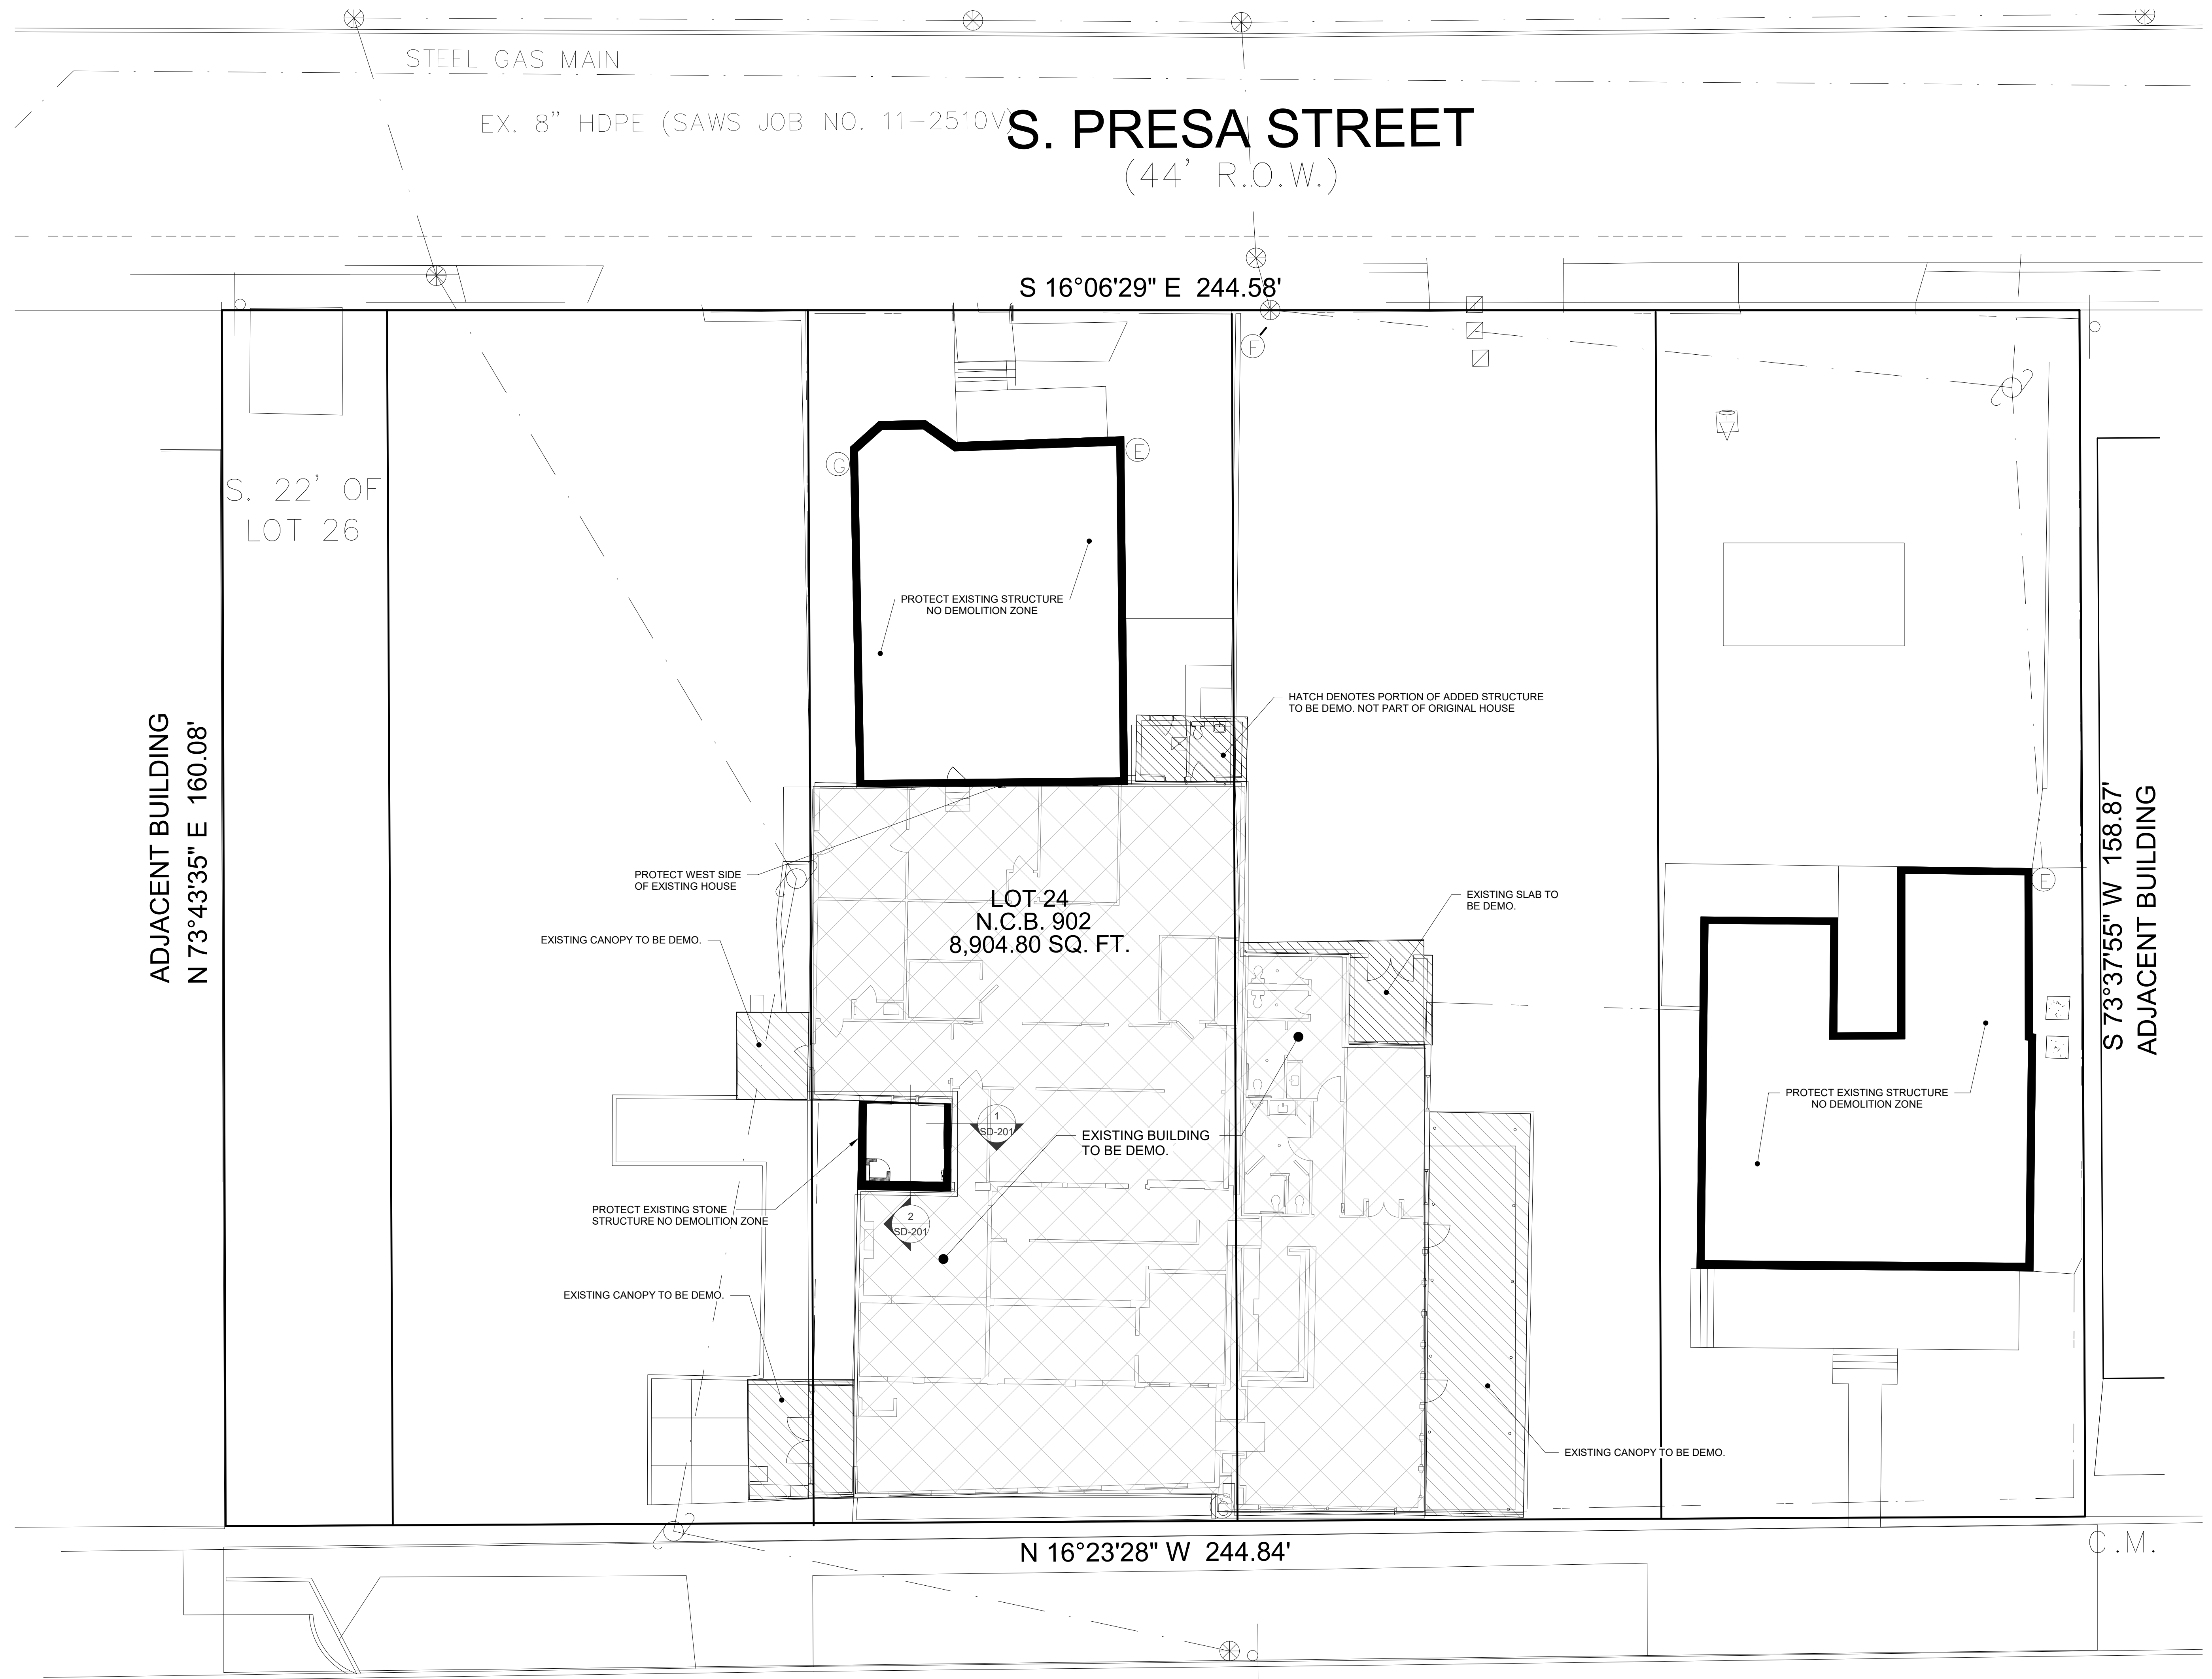 STEEL GAS MAIN
EX. 8" HDPE (SAWS JOB NO. 11-2510V)
S. PRESA STREET
(44' R.O.W.)
S 16°06'29" E 244.58'
E
S. 22' OF
LOT 26
G
E
PROTECT EXISTING STRUCTURE
NO DEMOLITION ZONE
HATCH DENOTES PORTION OF ADDED STRUCTURE
TO BE DEMO. NOT PART OF ORIGINAL HOUSE
ADJACENT BUILDING
N 73°43'35" E 160.08'
PROTECT WEST SIDE
OF EXISTING HOUSE
LOT 24
N.C.B. 902
8,904.80 SQ. FT.
EXISTING SLAB TO
BE DEMO.
E
S 73°37'55" W 158.87'
ADJACENT BUILDING
EXISTING CANOPY TO BE DEMO.
PROTECT EXISTING STRUCTURE
NO DEMOLITION ZONE
1
SD-201
EXISTING BUILDING
TO BE DEMO.
PROTECT EXISTING STONE
STRUCTURE NO DEMOLITION ZONE
2
SD-201
EXISTING CANOPY TO BE DEMO.
EXISTING CANOPY TO BE DEMO.
N 16°23'28" W 244.84'
C.M.